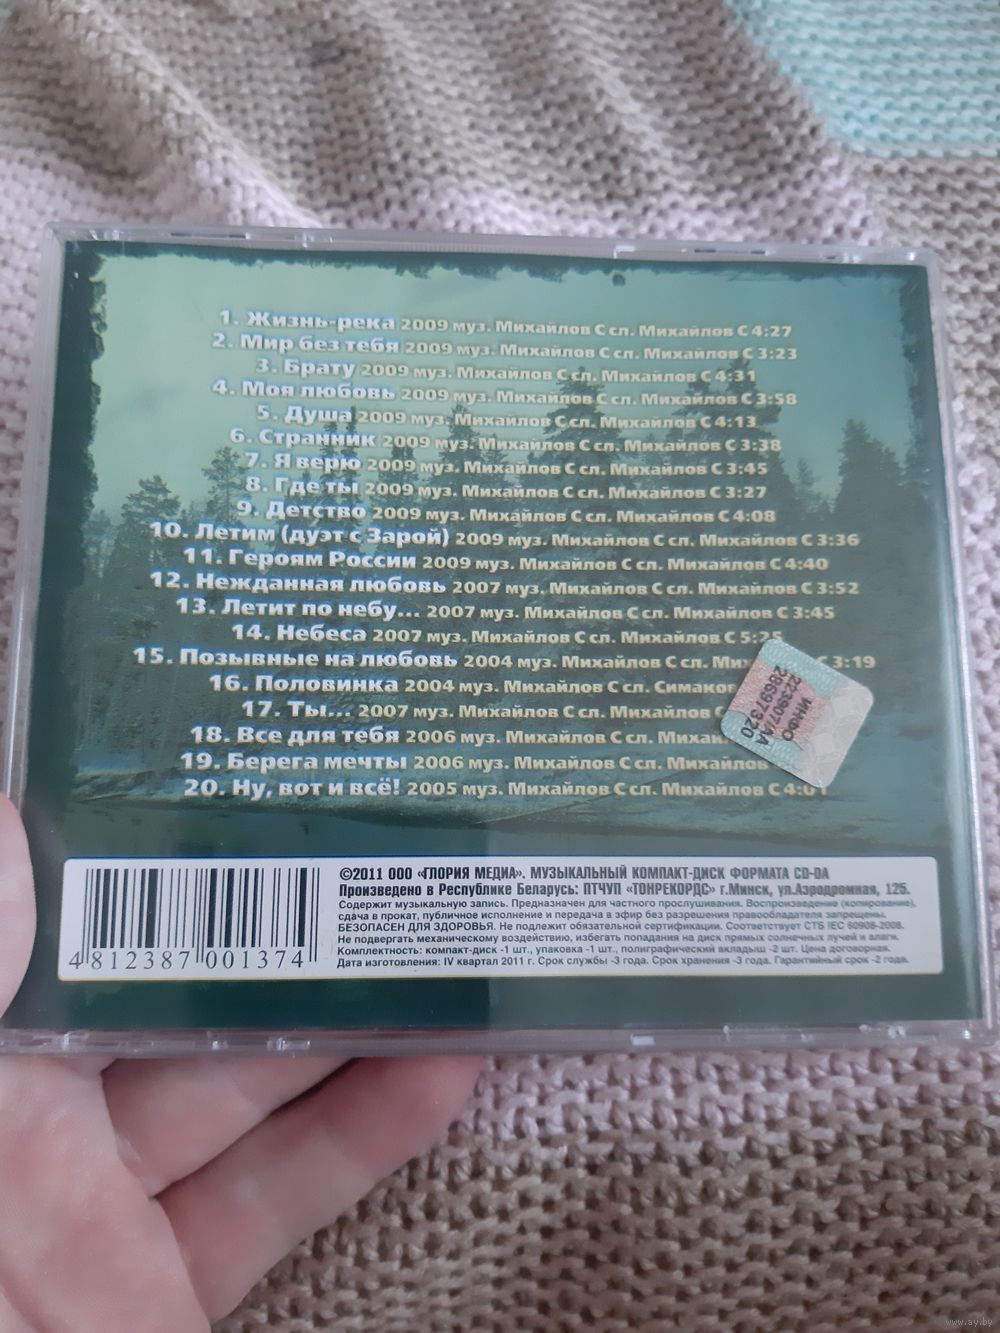 1. Жизнь-река 2009 муз. Михайлов С сл. Михайлов С 4:27
2. Мир без тебя 2009 муз. Михайлов С сл. Михайлов С 3:23
3. Брату 2009 муз. Михайлов С сл. Михайлов С 4:31
4. Моя любовь 2009 муз. Михайлов С сл. Михайлов С 3:58
5. Душа 2009 муз. Михайлов С сл. Михайлов С 4:13
6. Странник 2009 муз. Михайлов С сл. Михайлов С 3:38
7. Я верю 2009 муз. Михайлов С сл. Михайлов С 3:45
8. Где ты 2009 муз. Михайлов С сл. Михайлов С 3:27
9. Детство 2009 муз. Михайлов С сл. Михайлов С 4:08
10. Летим (дуэт с Зарой) 2009 муз. Михайлов С сл. Михайлов С 3:36
11. Героям России 2009 муз. Михайлов С сл. Михайлов С 4:40
12. Нежданная любовь 2007 муз. Михайлов С сл. Михайлов С 3:52
13. Летит по небу... 2007 муз. Михайлов С сл. Михайлов С 3:45
14. Небеса 2007 муз. Михайлов С сл. Михайлов С 5:25
15. Позывные на любовь 2004 муз. Михайлов С сл. Ми С 3:19
16. Половинка 2004 муз. Михайлов С сл. Симаков
17. Ты... 2007 муз. Михайлов С сл. Михайлов С
18. Все для тебя 2006 муз. Михайлов С сл. Михай
19. Берега мечты 2006 муз. Михайлов С сл. Михайлов
20. Ну, вот и всё! 2005 муз. Михайлов С сл. Михайлов С 4:01
28697320
©2011 ООО «ГЛОРИЯ МЕДИА». МУЗЫКАЛЬНЫЙ КОМПАКТ-ДИСК ФОРМАТА CD-DA
Произведено в Республике Беларусь: ПТЧУП «ТОНРЕКОРДС» г.Минск, ул.Аэродромная, 125.
Содержит музыкальную запись. Предназначен для частного прослушивания. Воспроизведение (копирование),
сдача в прокат, публичное исполнение и передача в эфир без разрешения правообладателя запрещены.
БЕЗОПАСЕН ДЛЯ ЗДОРОВЬЯ. Не подлежит обязательной сертификации. Соответствует СТБ IEC 60908-2008.
Не подвергать механическому воздействию, избегать попадания на диск прямых солнечных лучей и влаги.
Комплектность: компакт-диск -1 шт., упаковка -1 шт., полиграфический вкладыш -2 шт. Цена договорная.
Дата изготовления: IV квартал 2011 г. Срок службы -3 года. Срок хранения -3 года. Гарантийный срок -2 года.
4 812387 001374
www.ay.by